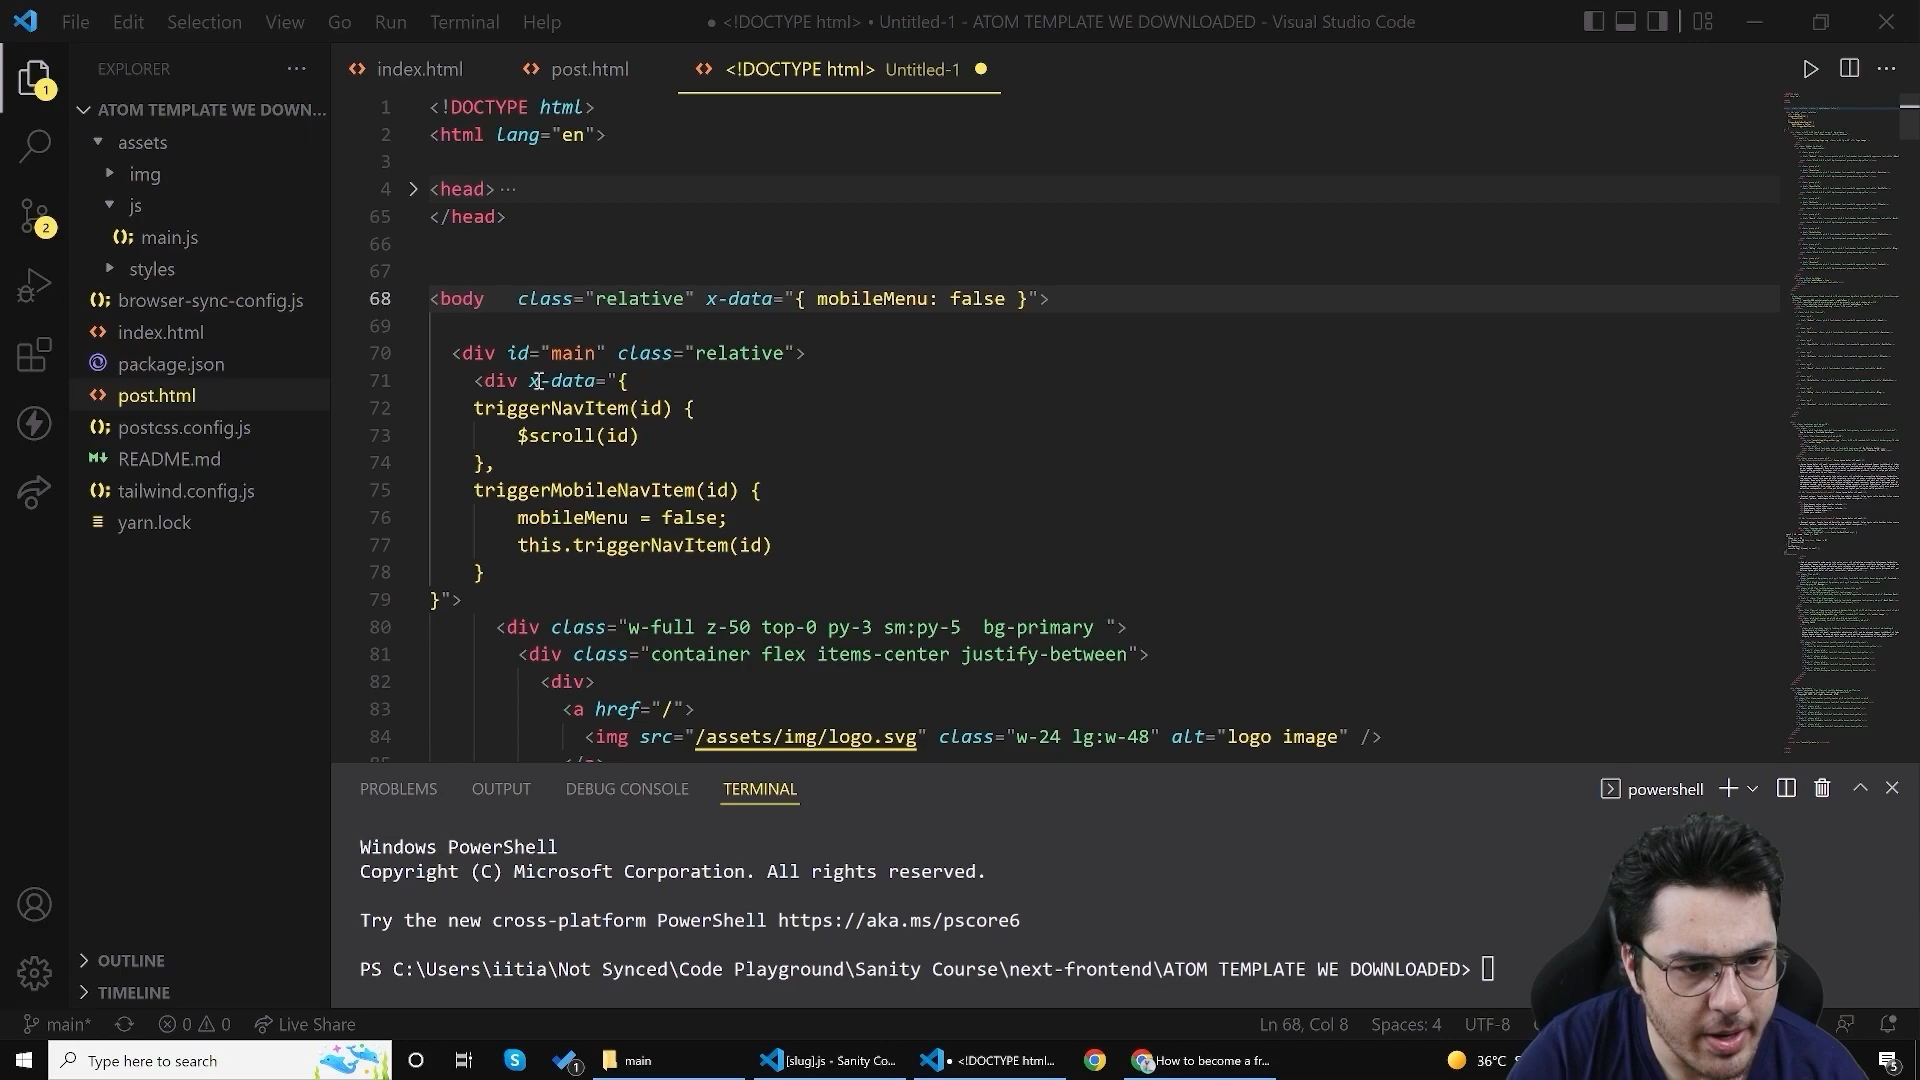 File Edit Selection View Go Run Terminal Help
● <!DOCTYPE html> • Untitled-1 - ATOM TEMPLATE WE DOWNLOADED - Visual Studio Code
EXPLORER
index.html
post.html
<!DOCTYPE html> Untitled-1
1
2
ATOM TEMPLATE WE DOWN...
assets
img
js
main.js
styles
browser-sync-config.js
index.html
package.json
post.html
postcss.config.js
README.md
tailwind.config.js
yarn.lock
OUTLINE
TIMELINE
1 <!DOCTYPE html>
2 <html lang="en">
3
4 <head> ...
65 </head>
66
67
68 <body   class="relative" x-data="{ mobileMenu: false }">
69
70 <div id="main" class="relative">
71 <div x-data="{
72 triggerNavItem(id) {
73 $scroll(id)
74 },
75 triggerMobileNavItem(id) {
76 mobileMenu = false;
77 this.triggerNavItem(id)
78 }
79 }">
80 <div class="w-full z-50 top-0 py-3 sm:py-5  bg-primary ">
81 <div class="container flex items-center justify-between">
82 <div>
83 <a href="/">
84 <img src="/assets/img/logo.svg" class="w-24 lg:w-48" alt="logo image" />
PROBLEMS OUTPUT DEBUG CONSOLE TERMINAL
powershell
Windows PowerShell
Copyright (C) Microsoft Corporation. All rights reserved.
Try the new cross-platform PowerShell https://aka.ms/pscore6
PS C:\Users\iitia\Not Synced\Code Playground\Sanity Course\next-frontend\ATOM TEMPLATE WE DOWNLOADED>
main* 0 0 Live Share
Ln 68, Col 8 Spaces: 4 UTF-8
Type here to search
1
main
[slug].js - Sanity Co...
• <!DOCTYPE html...
How to become a fr...
36°C
5